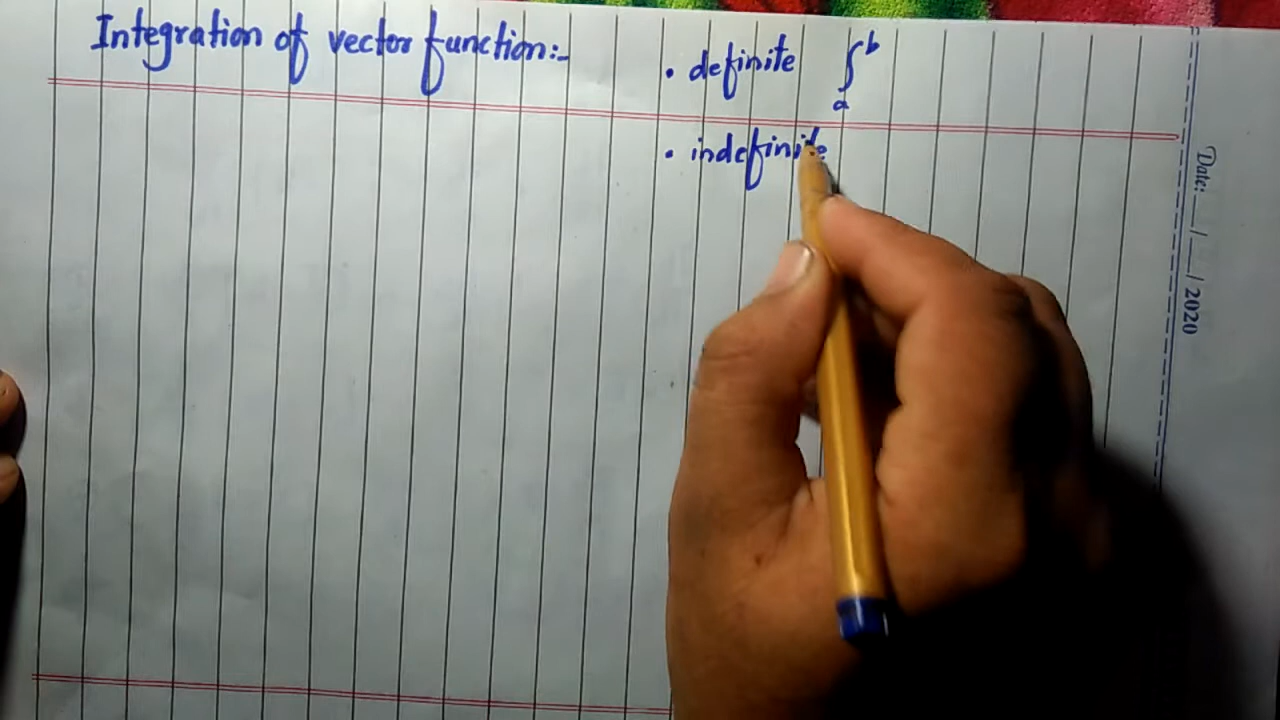 Integration of vector function:-
• definite ∫ₐᵇ
• indefinite
Date: __/__/2020